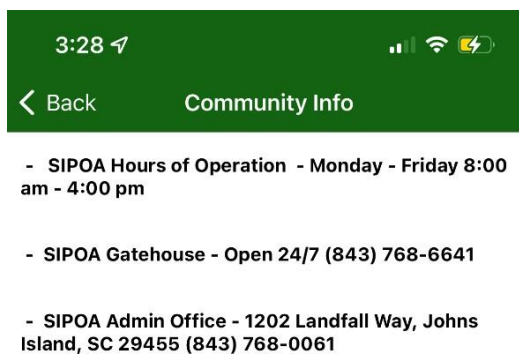 3:28
Back Community Info
- SIPOA Hours of Operation - Monday - Friday 8:00
am - 4:00 pm
- SIPOA Gatehouse - Open 24/7 (843) 768-6641
- SIPOA Admin Office - 1202 Landfall Way, Johns
Island, SC 29455 (843) 768-0061